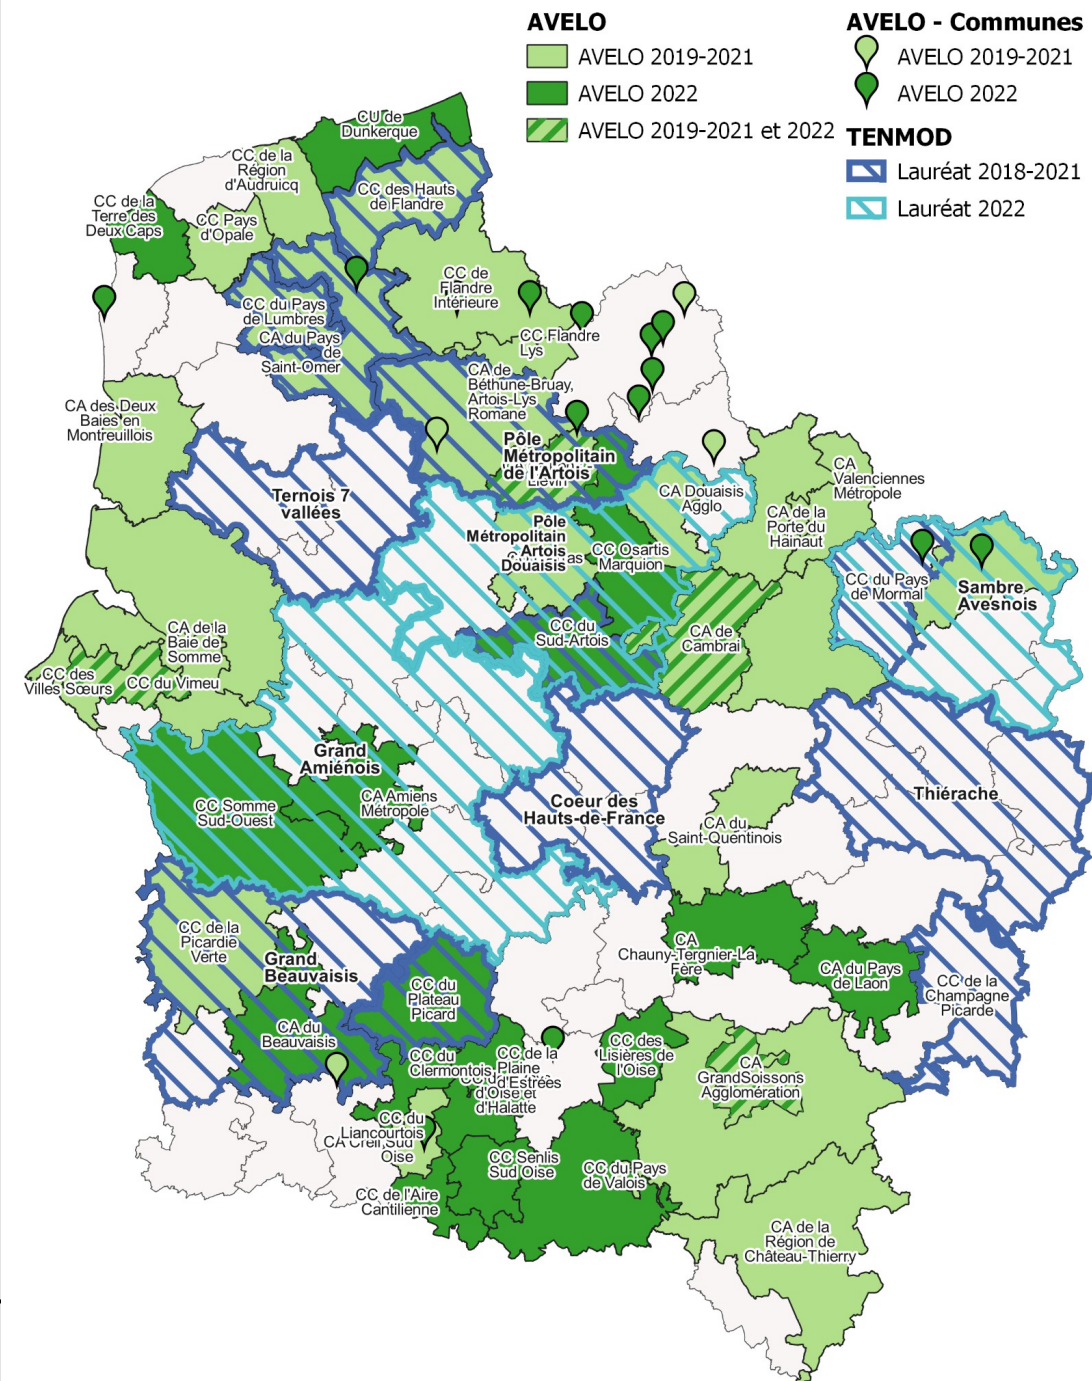 AVELO
AVELO 2019-2021
AVELO 2022
AVELO 2019-2021 et 2022
AVELO - Communes
AVELO 2019-2021
AVELO 2022
TENMOD
Lauréat 2018-2021
Lauréat 2022
CU de
Dunkerque
CC de la
Région
d'Audruicq
CC des Hauts
de Flandre
CC de la
Terre des
Deux Caps
CC Pays
d'Opale
CC de
Flandre
Intérieure
CC du Pays
de Lumbres
CA du Pays
de
Saint-Omer
CC Flandre
Lys
CA de
Béthune-Bruay,
Artois-Lys
Romane
CA des Deux
Baies en
Montreuillois
Pôle
Métropolitain
de l'Artois
Liévin
CA
Valenciennes
Métropole
Ternois 7
vallées
CA Douaisis
Agglo
CA de la
Porte du
Hainaut
Pôle
Métropolitain
Artois
Douaisis
CC Osartis
Marquion
CC du Pays
de Mormal
Sambre
Avesnois
CC du
Sud-Artois
CA de
Cambrai
CA de la
Baie de
Somme
CC des
Villes Sœurs
CC du Vimeu
Grand
Amiénois
CC Somme
Sud-Ouest
CA Amiens
Métropole
Coeur des
Hauts-de-France
Thiérache
CA du
Saint-Quentinois
CC de la
Picardie
Verte
Grand
Beauvaisis
CA
Chauny-Tergnier-La
Fère
CA du Pays
de Laon
CC de la
Champagne
Picarde
CC du
Plateau
Picard
CA du
Beauvaisis
CC du
Clermontois
CC de la
Plaine
d'Estrées
d'Oise et
d'Halatte
CC des
Lisières de
l'Oise
CA
GrandSoissons
Agglomération
CC du
Liancourtois
CA Creil Sud
Oise
CC Senlis
Sud Oise
CC du Pays
de Valois
CC de l'Aire
Cantilienne
CA de la
Région de
Château-Thierry